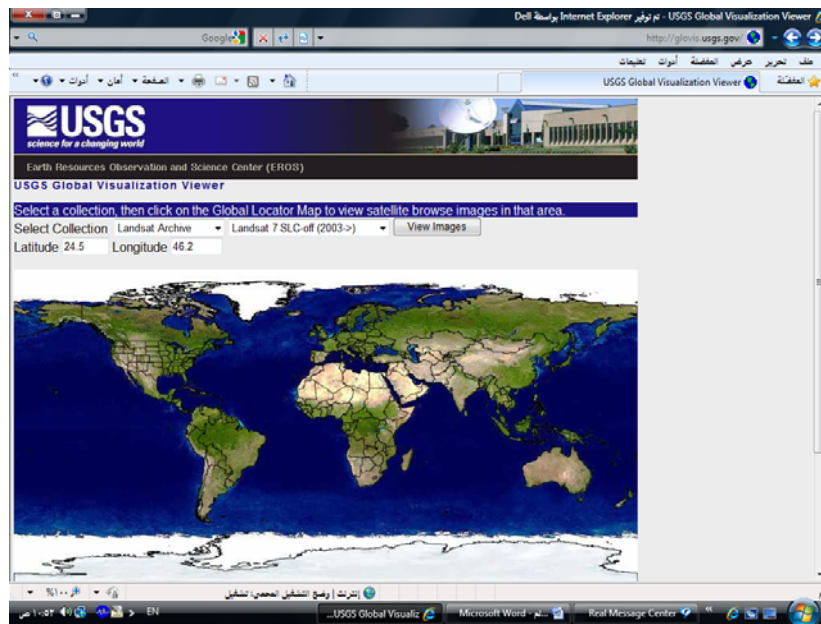 USGS Global Visualization Viewer - تم توفير Internet Explorer بواسطة Dell
http://glovis.usgs.gov/
Google
ملف تحرير عرض المفضلة أدوات تعليمات
المفضلة
USGS Global Visualization Viewer
الصفحة أمان أدوات
USGS
science for a changing world
Earth Resources Observation and Science Center (EROS)
USGS Global Visualization Viewer
Select a collection, then click on the Global Locator Map to view satellite browse images in that area.
Select Collection Landsat Archive Landsat 7 SLC-off (2003->) View Images
Latitude 24.5 Longitude 46.2
إنترنت | وضع التشغيل المحمي: تشغيل
%١٠٠
Real Message Center
Microsoft Word
...USGS Global Visualiz
EN
١٠:٥٢ ص